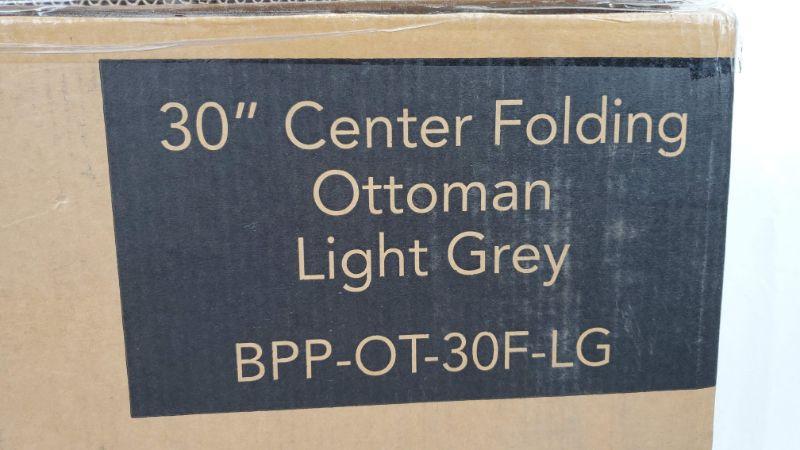 30” Center Folding
Ottoman
Light Grey
BPP-OT-30F-LG